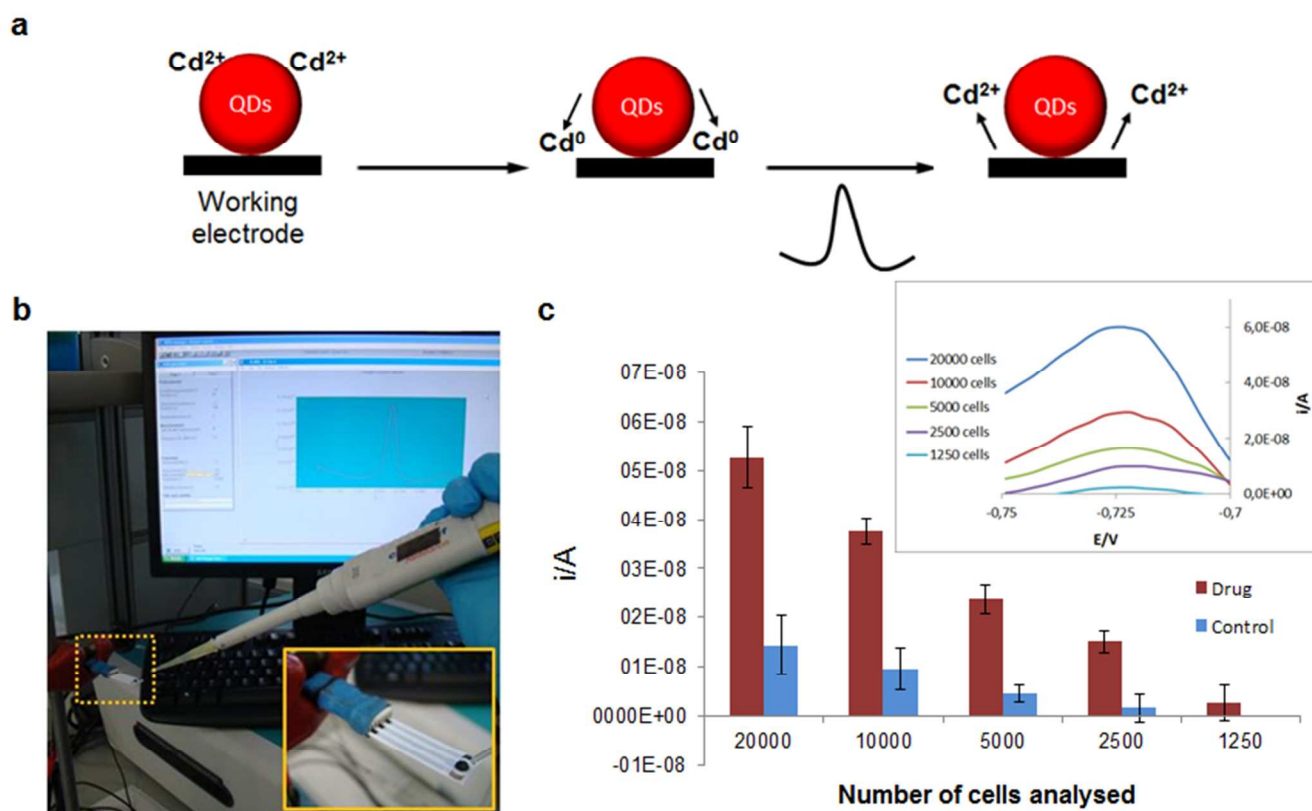 a
Cd2+ Cd2+
QDs
Working
electrode
QDs
Cd0 Cd0
QDs
Cd2+ Cd2+
b
c
i/A
07E-08
06E-08
05E-08
04E-08
03E-08
02E-08
01E-08
0000E+00
-01E-08
20000 10000 5000 2500 1250
Number of cells analysed
Drug
Control
20000 cells
10000 cells
5000 cells
2500 cells
1250 cells
6,0E-08
4,0E-08
2,0E-08
0,0E+00
i/A
-0,75 -0,725 -0,7
E/V